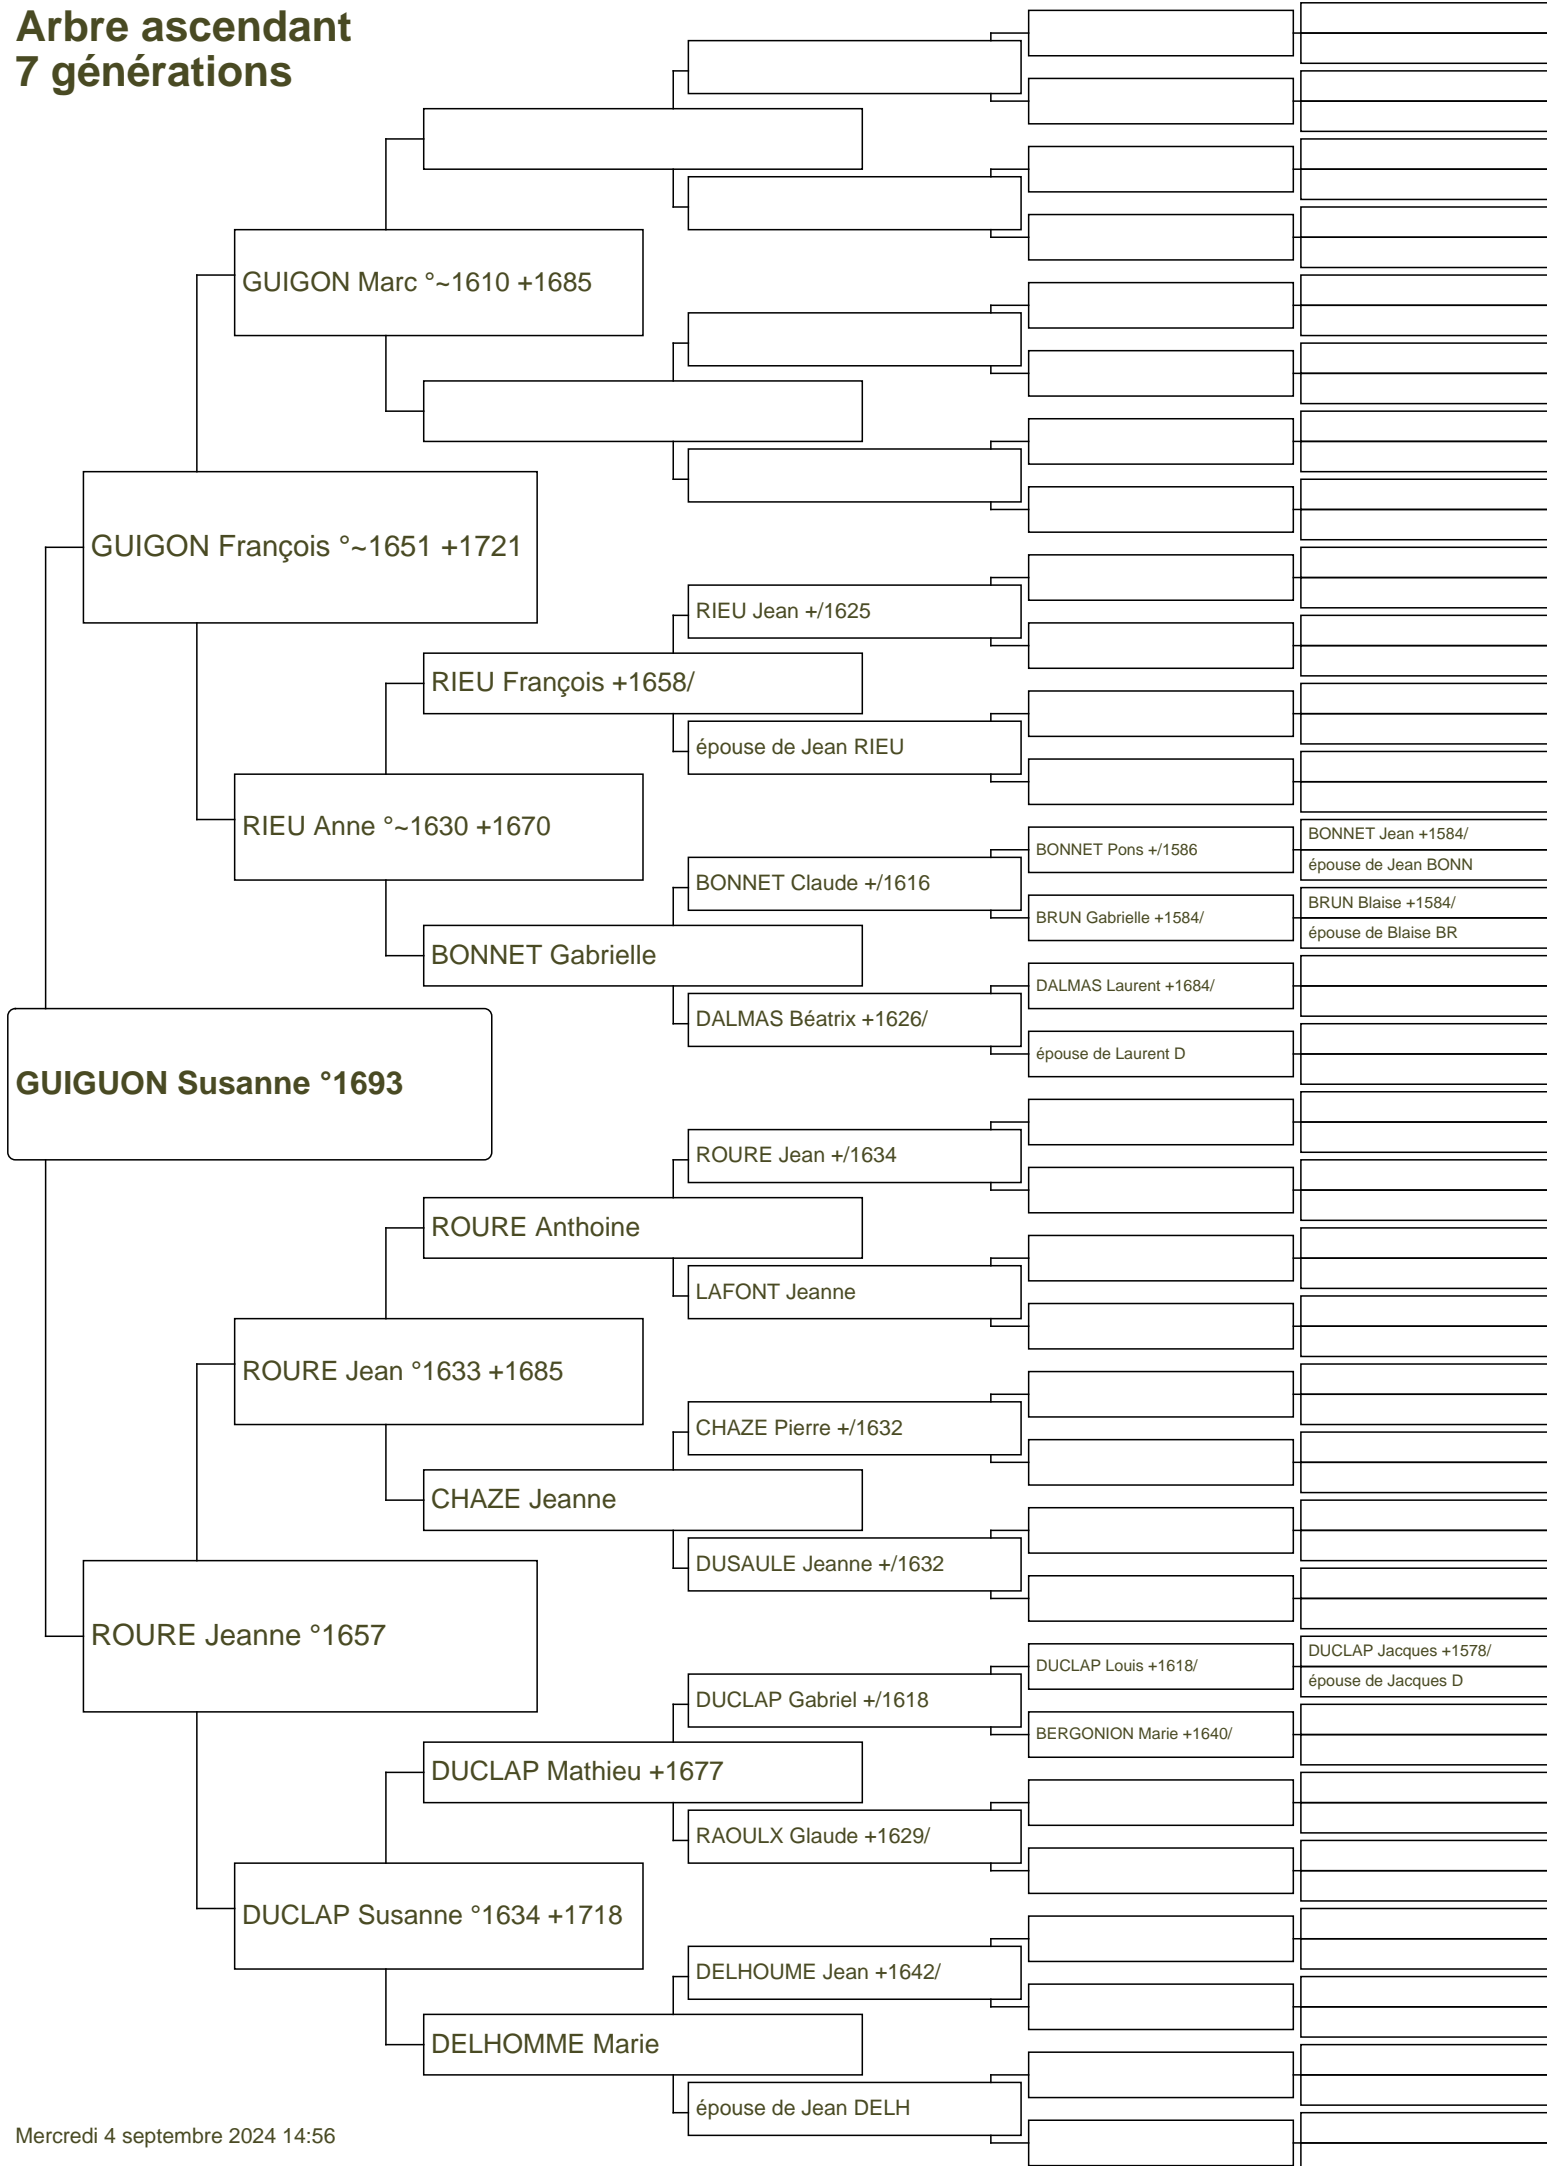 Arbre ascendant
7 générations
GUIGON Marc °~1610 +1685
GUIGON François °~1651 +1721
RIEU Jean +/1625
RIEU François +1658/
épouse de Jean RIEU
RIEU Anne °~1630 +1670
BONNET Jean +1584/
BONNET Pons +/1586
épouse de Jean BONN
BONNET Claude +/1616
BRUN Blaise +1584/
BRUN Gabrielle +1584/
épouse de Blaise BR
BONNET Gabrielle
DALMAS Laurent +1684/
DALMAS Béatrix +1626/
épouse de Laurent D
GUIGUON Susanne °1693
ROURE Jean +/1634
ROURE Anthoine
LAFONT Jeanne
ROURE Jean °1633 +1685
CHAZE Pierre +/1632
CHAZE Jeanne
DUSAULE Jeanne +/1632
ROURE Jeanne °1657
DUCLAP Jacques +1578/
DUCLAP Louis +1618/
épouse de Jacques D
DUCLAP Gabriel +/1618
BERGONION Marie +1640/
DUCLAP Mathieu +1677
RAOULX Glaude +1629/
DUCLAP Susanne °1634 +1718
DELHOUME Jean +1642/
DELHOMME Marie
épouse de Jean DELH
Mercredi 4 septembre 2024 14:56